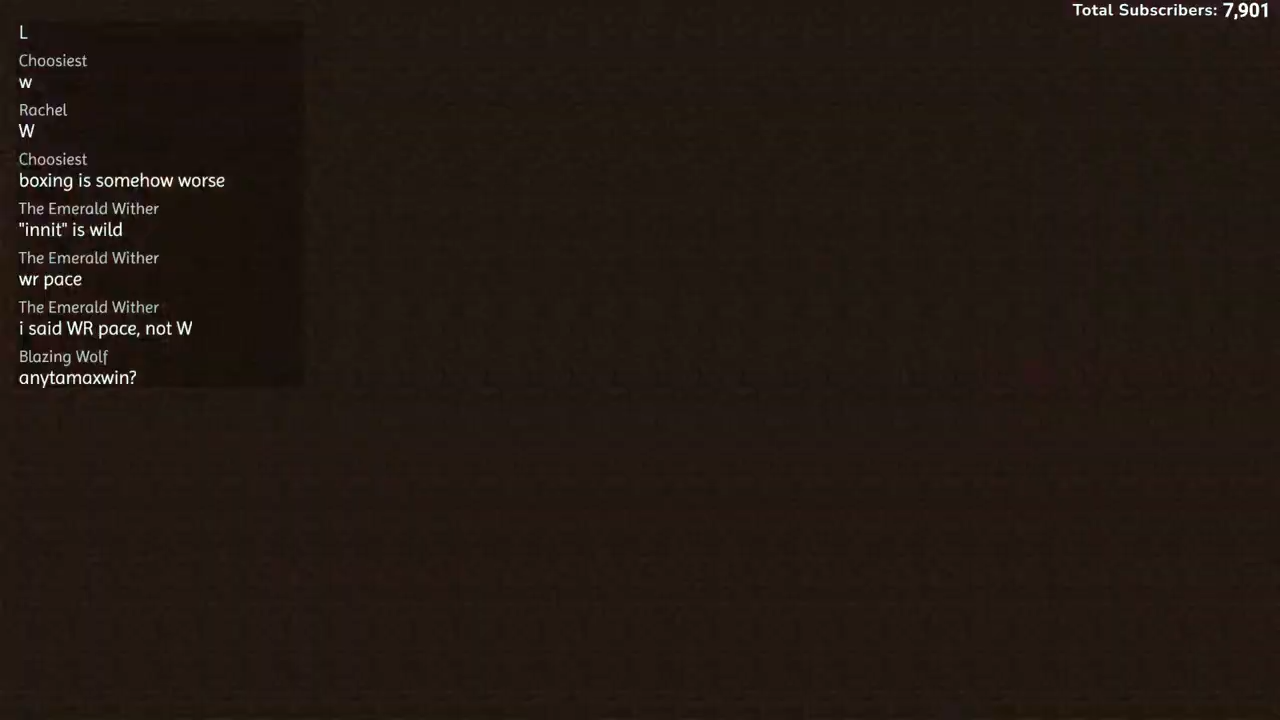 Total Subscribers: 7,901
L
Choosiest
w
Rachel
W
Choosiest
boxing is somehow worse
The Emerald Wither
"innit" is wild
The Emerald Wither
wr pace
The Emerald Wither
i said WR pace, not W
Blazing Wolf
anytamaxwin?